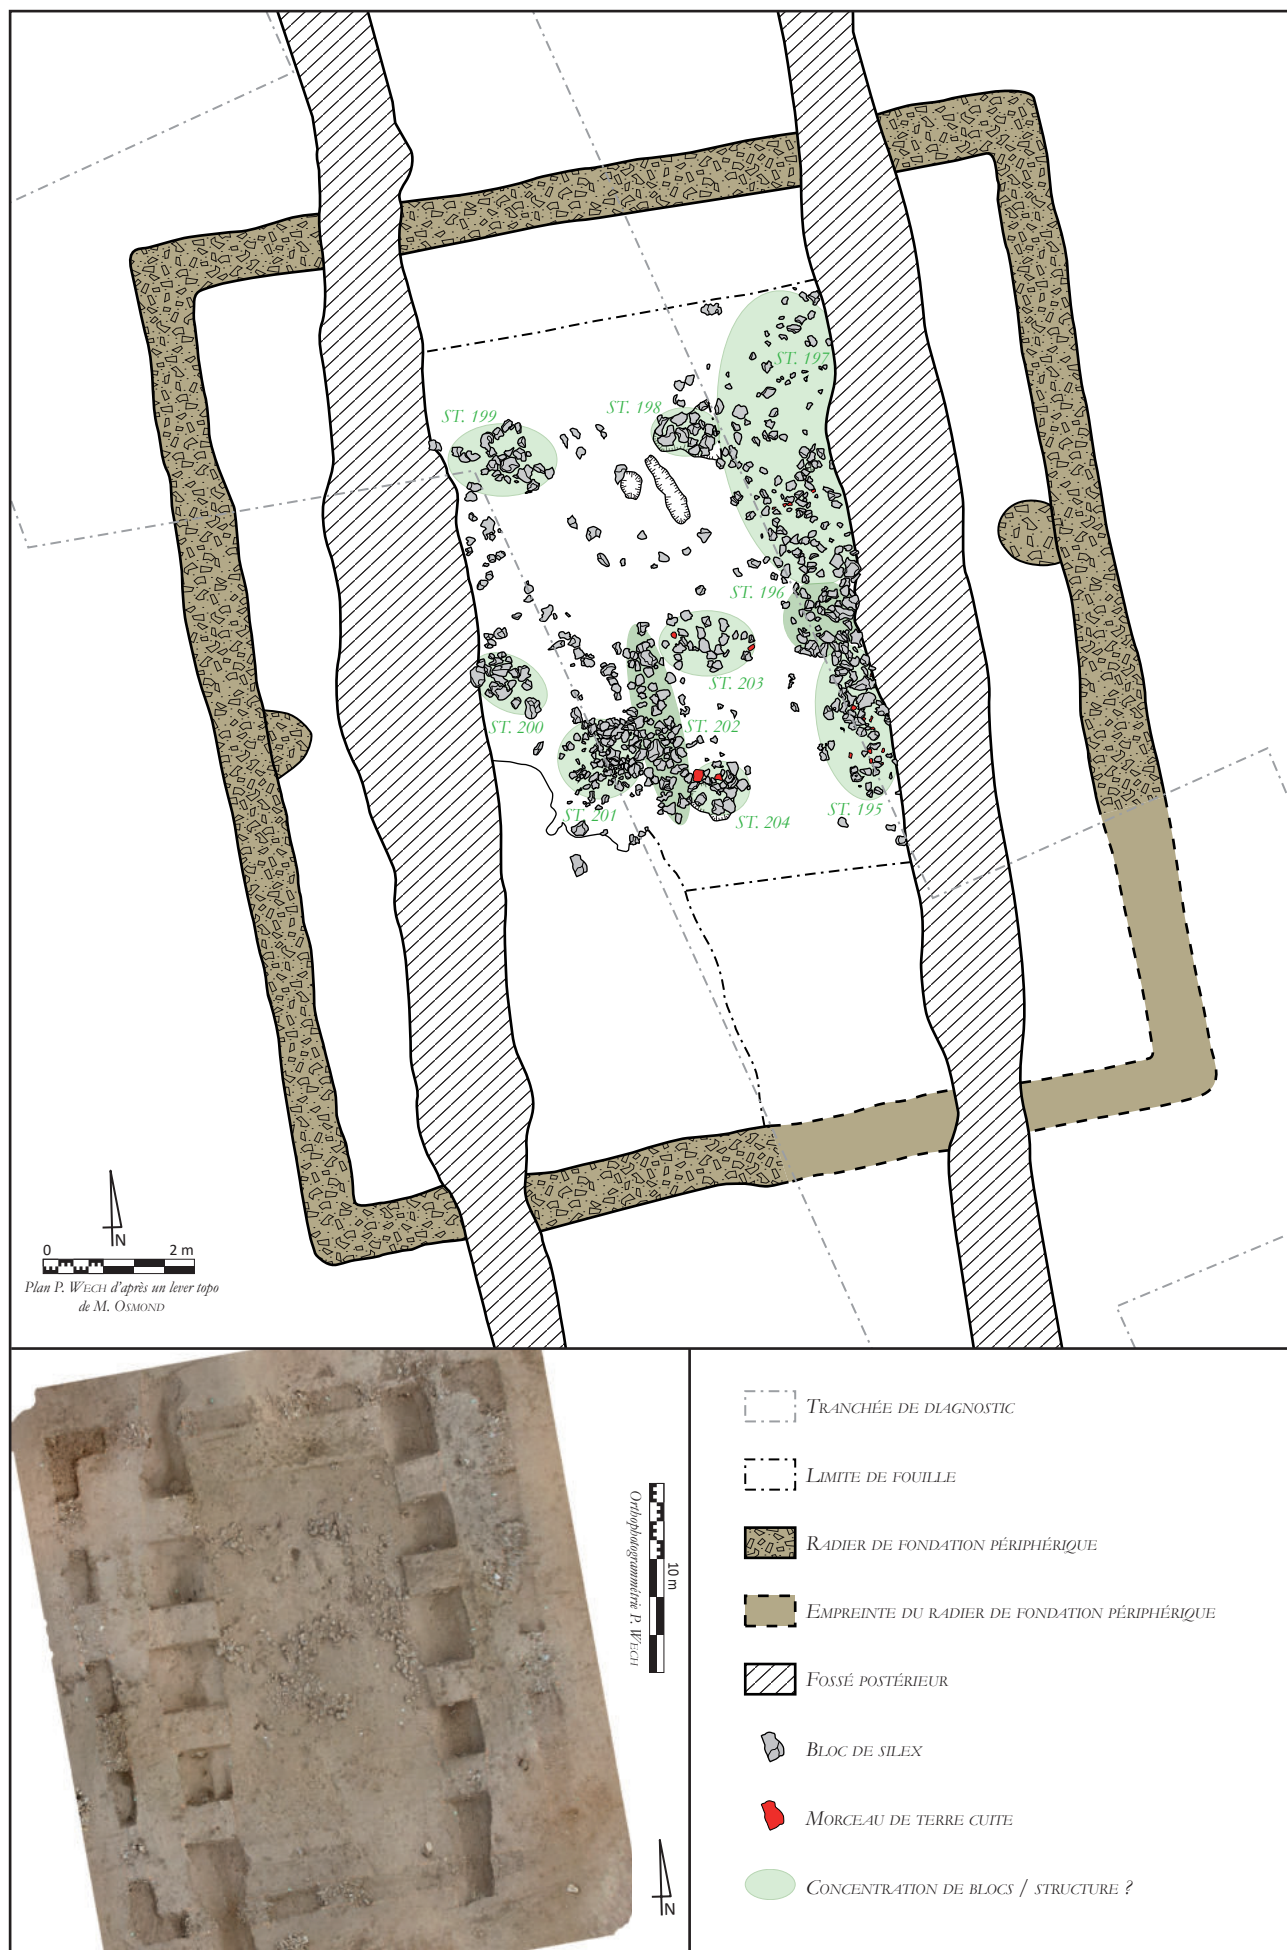 ST. 197
ST. 199
ST. 198
ST. 196
ST. 203
ST. 200
ST. 202
ST. 201
ST. 204
ST. 195
N
0 2 m
Plan P. Wech d'après un lever topo
de M. Osmond
Orthophotogrammétrie P. Wech
10 m
N
Tranchée de diagnostic
Limite de fouille
Radier de fondation périphérique
Empreinte du radier de fondation périphérique
Fossé postérieur
Bloc de silex
Morceau de terre cuite
Concentration de blocs / structure ?